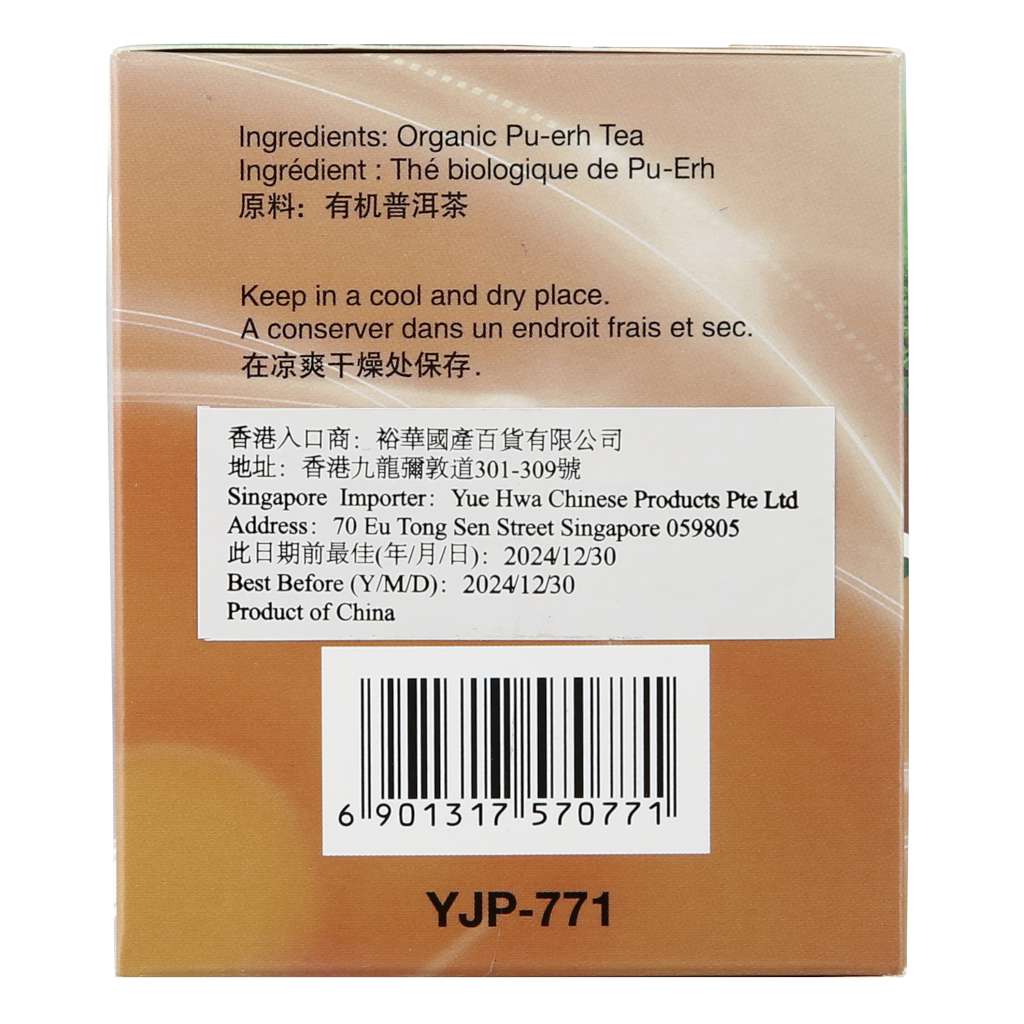 Ingredients: Organic Pu-erh Tea
Ingrédient : Thé biologique de Pu-Erh
原料：有机普洱茶
Keep in a cool and dry place.
A conserver dans un endroit frais et sec.
在凉爽干燥处保存.
香港入口商：裕華國產百貨有限公司
地址：香港九龍彌敦道301-309號
Singapore Importer: Yue Hwa Chinese Products Pte Ltd
Address: 70 Eu Tong Sen Street Singapore 059805
此日期前最佳(年/月/日)：2024/12/30
Best Before (Y/M/D): 2024/12/30
Product of China
6 901317 570771
YJP-771